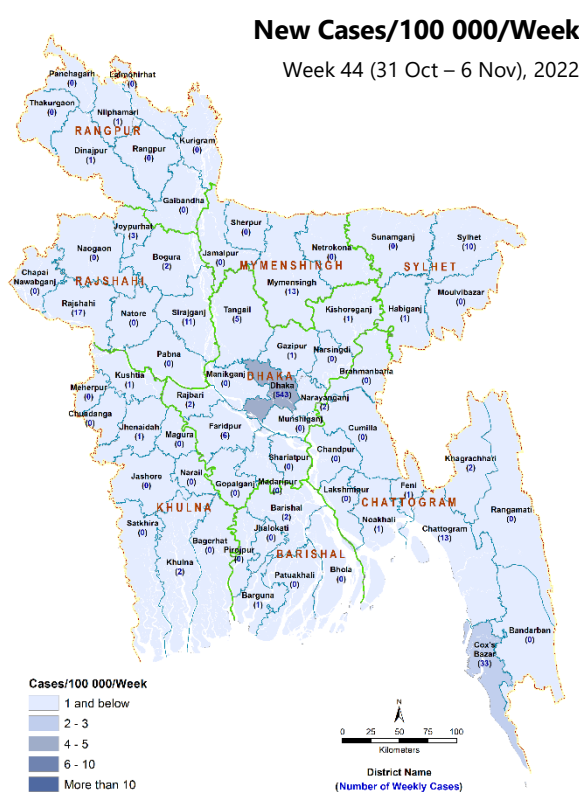 New Cases/100 000/Week
Week 44 (31 Oct – 6 Nov), 2022
Panchagarh
(0)
Lalmohirhat
(0)
Thakurgaon
(0)
Nilphamari
(1)
RANGPUR
Dinajpur
(1)
Rangpur
(0)
Kurigram
(0)
Gaibandha
(0)
Joypurhat
(3)
Sherpur
(0)
Netrokona
(0)
Sunamganj
(0)
Sylhet
(10)
Naogaon
(0)
Bogura
(2)
Jamalpur
(0)
MYMENSHINGH
SYLHET
Chapai
Nawabganj
(0)
RAJSHAHI
Mymensingh
(13)
Moulvibazar
(0)
Rajshahi
(17)
Natore
(0)
Sirajganj
(11)
Tangail
(5)
Kishoreganj
(1)
Habiganj
(1)
Pabna
(0)
Gazipur
(1)
Narsingdi
(0)
Kushtia
(1)
Manikganj
(0)
DHAKA
Dhaka
(543)
Brahmanbaria
(0)
Meherpur
(0)
Rajbari
(2)
Narayanganj
(2)
Chuadanga
(0)
Munshiganj
(0)
Jhenaidah
(1)
Magura
(0)
Faridpur
(6)
Cumilla
(0)
Shariatpur
(0)
Chandpur
(0)
Khagrachhari
(2)
Jashore
(0)
Narail
(0)
Gopalganj
(0)
Madaripur
(0)
Lakshmipur
(0)
Feni
(1)
KHULNA
Barishal
(2)
CHATTOGRAM
Rangamati
(0)
Satkhira
(0)
Jhalokati
(0)
Noakhali
(1)
Chattogram
(13)
Bagerhat
(0)
Pirojpur
(0)
BARISHAL
Khulna
(2)
Patuakhali
(0)
Bhola
(0)
Barguna
(1)
Bandarban
(0)
Cox's
Bazar
(33)
Cases/100 000/Week
1 and below
2 - 3
4 - 5
6 - 10
More than 10
N
0 25 50 75 100
Kilometers
District Name
(Number of Weekly Cases)
1